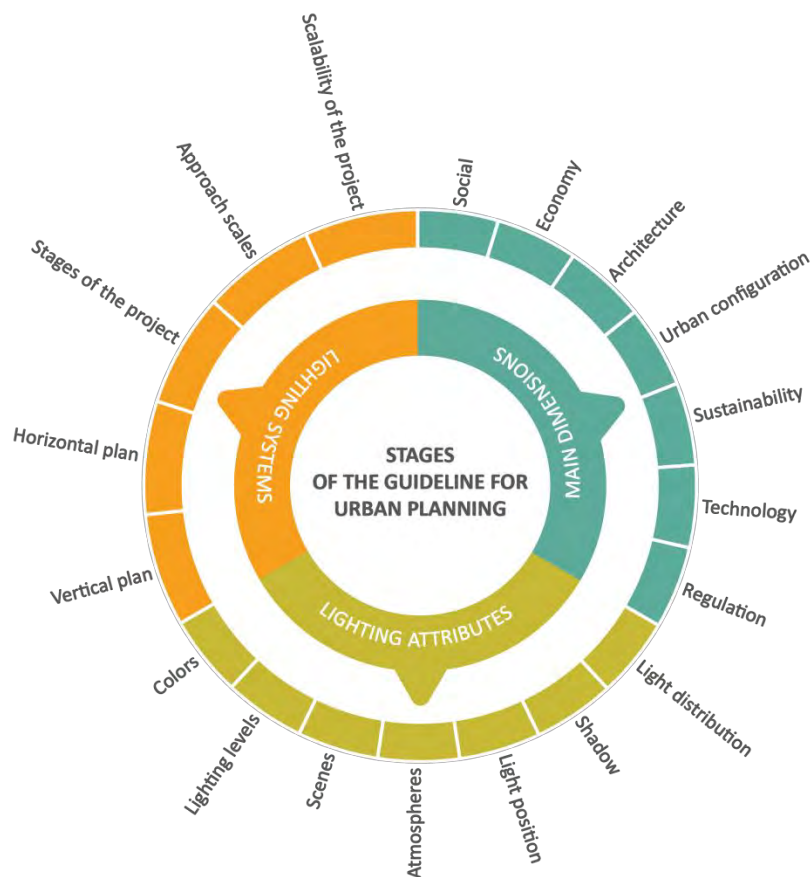 STAGES
OF THE GUIDELINE FOR
URBAN PLANNING
MAIN DIMENSIONS
Social
Economy
Architecture
Urban configuration
Sustainability
Technology
Regulation
LIGHTING ATTRIBUTES
Light distribution
Shadow
Light position
Atmospheres
Scenes
Lighting levels
Colors
LIGHTING SYSTEMS
Vertical plan
Horizontal plan
Stages of the project
Approach scales
Scalability of the project